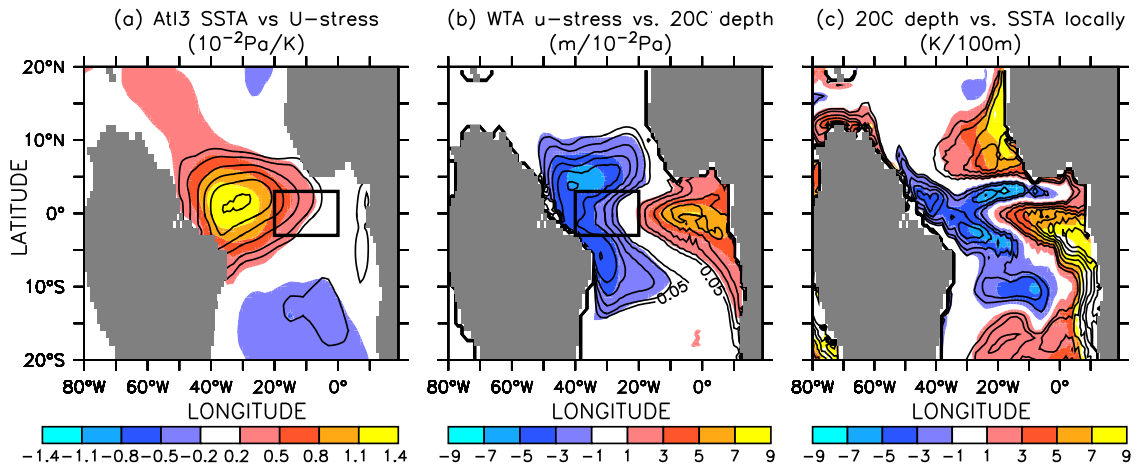 (a) Atl3 SSTA vs U-stress
(10⁻²Pa/K)
(b) WTA u-stress vs. 20C depth
(m/10⁻²Pa)
(c) 20C depth vs. SSTA locally
(K/100m)
20°N
10°N
0°
10°S
20°S
LATITUDE
0.05
0.05
80°W 60°W 40°W 20°W 0°
80°W 60°W 40°W 20°W 0°
80°W 60°W 40°W 20°W 0°
LONGITUDE
LONGITUDE
LONGITUDE
−1.4 −1.1 −0.8 −0.5 −0.2 0.2 0.5 0.8 1.1 1.4
−9 −7 −5 −3 −1 1 3 5 7 9
−9 −7 −5 −3 −1 1 3 5 7 9